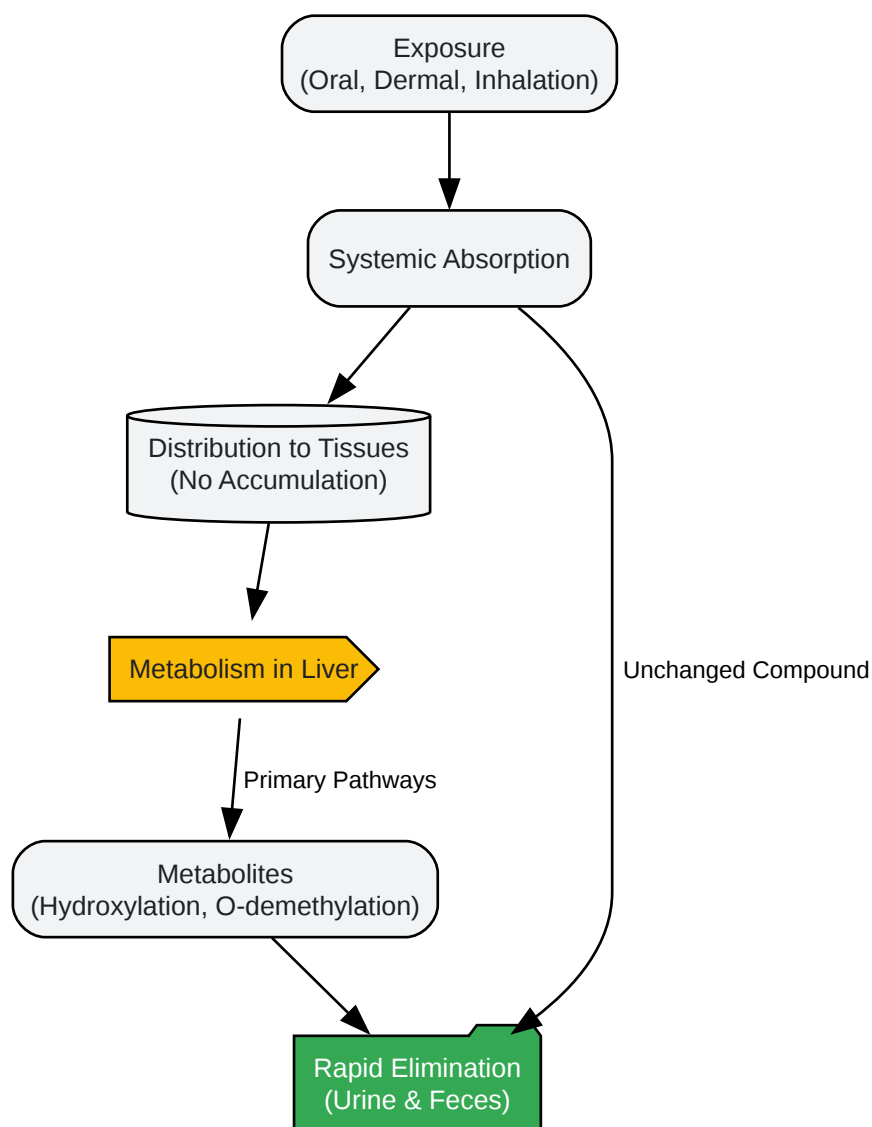 Exposure
(Oral, Dermal, Inhalation)
Systemic Absorption
Distribution to Tissues
(No Accumulation)
Metabolism in Liver
Unchanged Compound
Primary Pathways
Metabolites
(Hydroxylation, O-demethylation)
Rapid Elimination
(Urine & Feces)